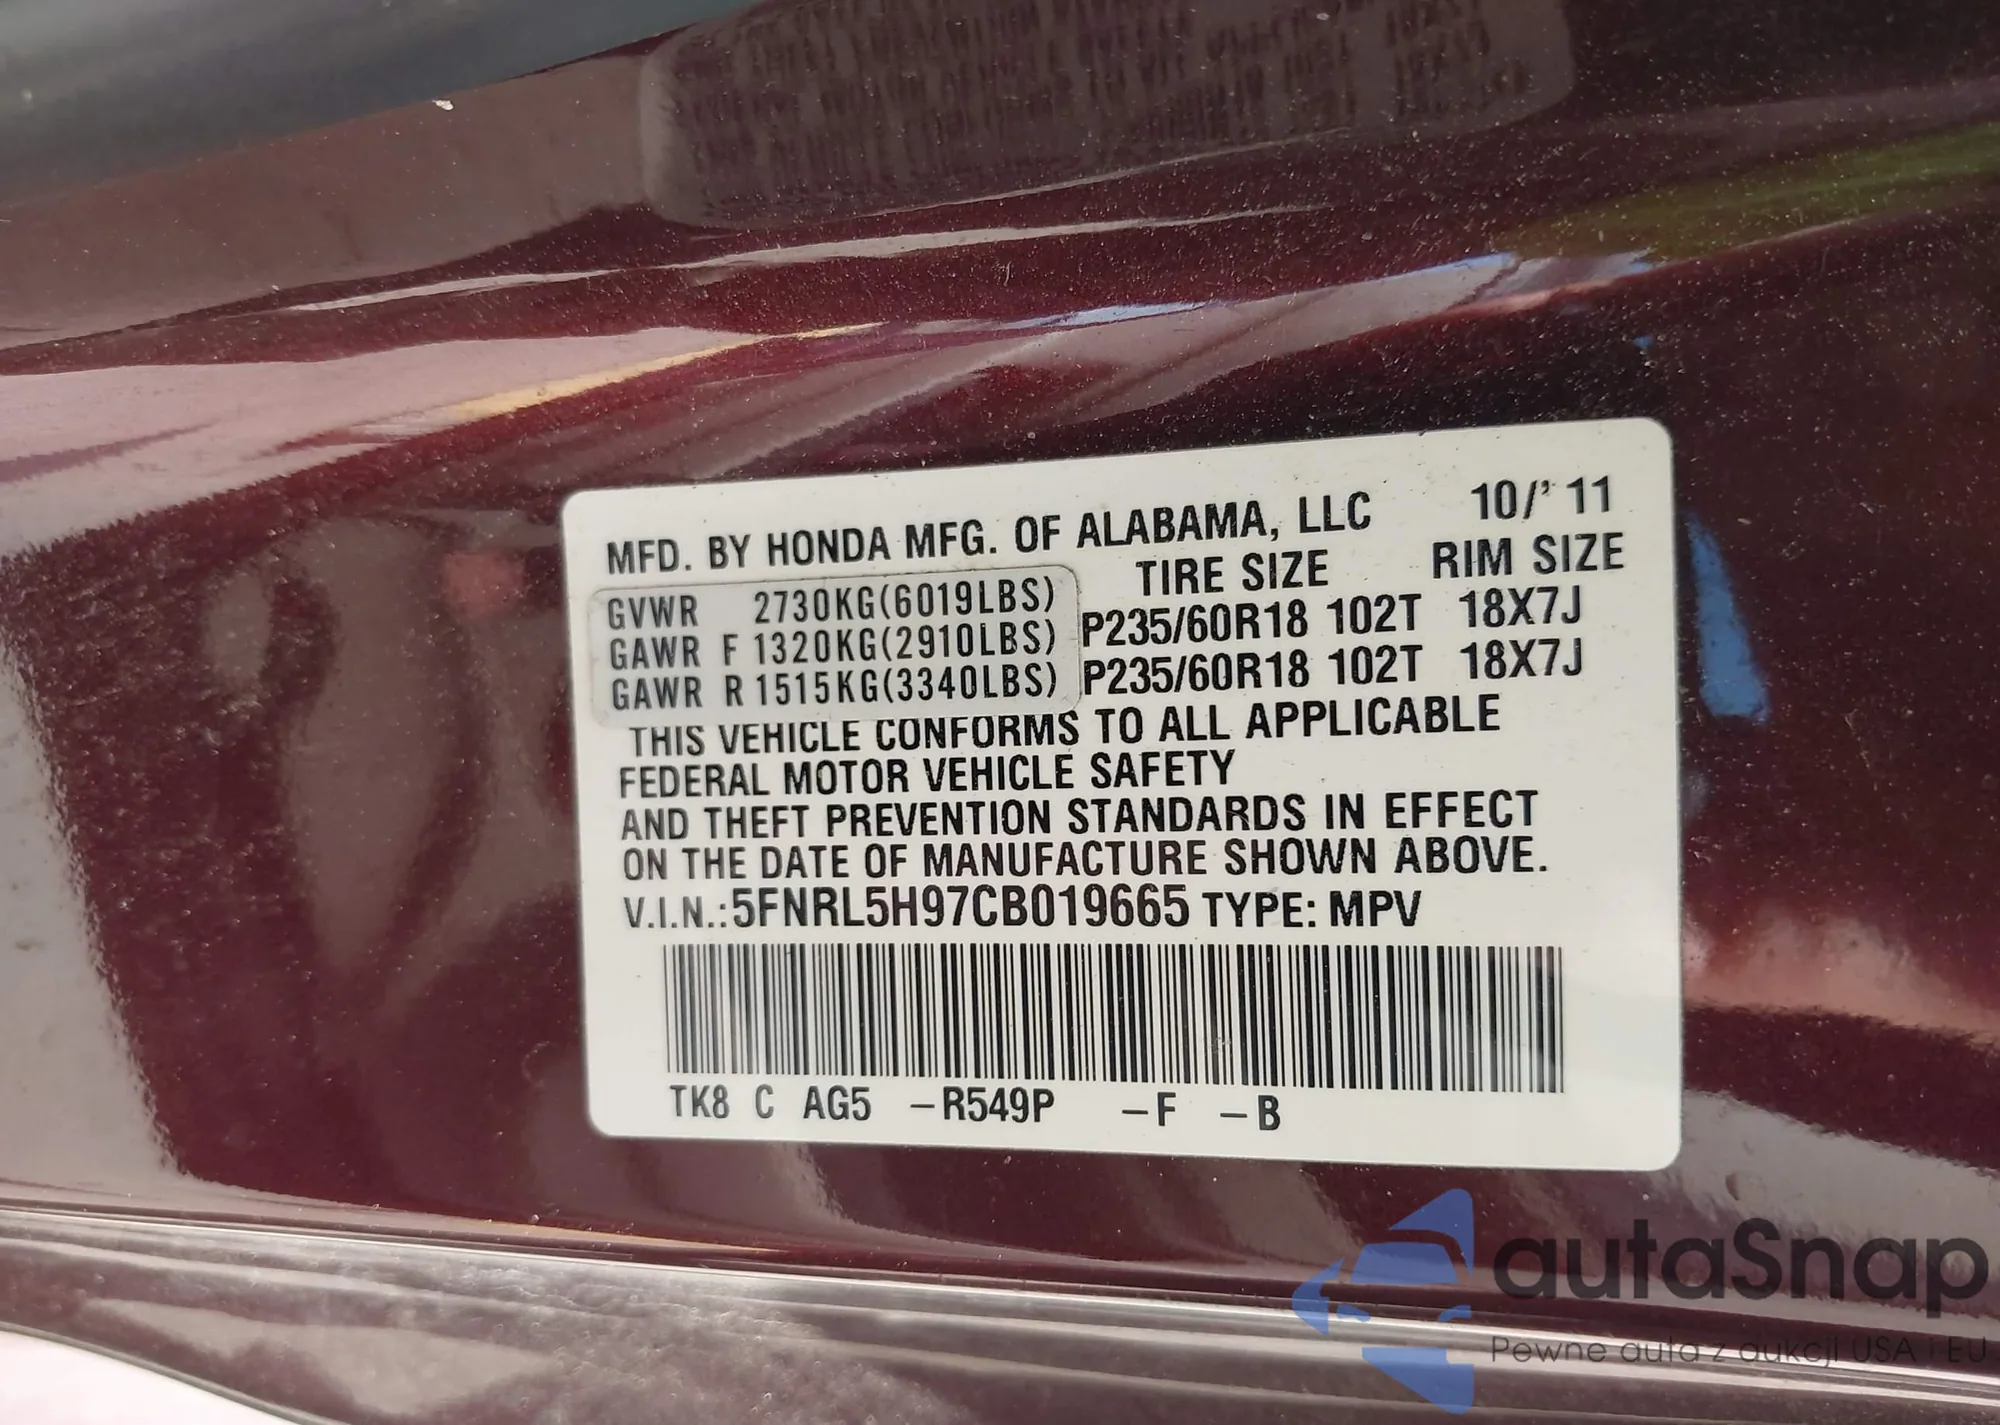 MFD. BY HONDA MFG. OF ALABAMA, LLC 10/'11
TIRE SIZE RIM SIZE
GVWR 2730KG(6019LBS)
GAWR F 1320KG(2910LBS) P235/60R18 102T 18X7J
GAWR R 1515KG(3340LBS) P235/60R18 102T 18X7J
THIS VEHICLE CONFORMS TO ALL APPLICABLE
FEDERAL MOTOR VEHICLE SAFETY
AND THEFT PREVENTION STANDARDS IN EFFECT
ON THE DATE OF MANUFACTURE SHOWN ABOVE.
V.I.N.:5FNRL5H97CB019665 TYPE: MPV
TK8 C AG5 -R549P -F -B
autaSnap
Pewne auta z aukcji USA i EU